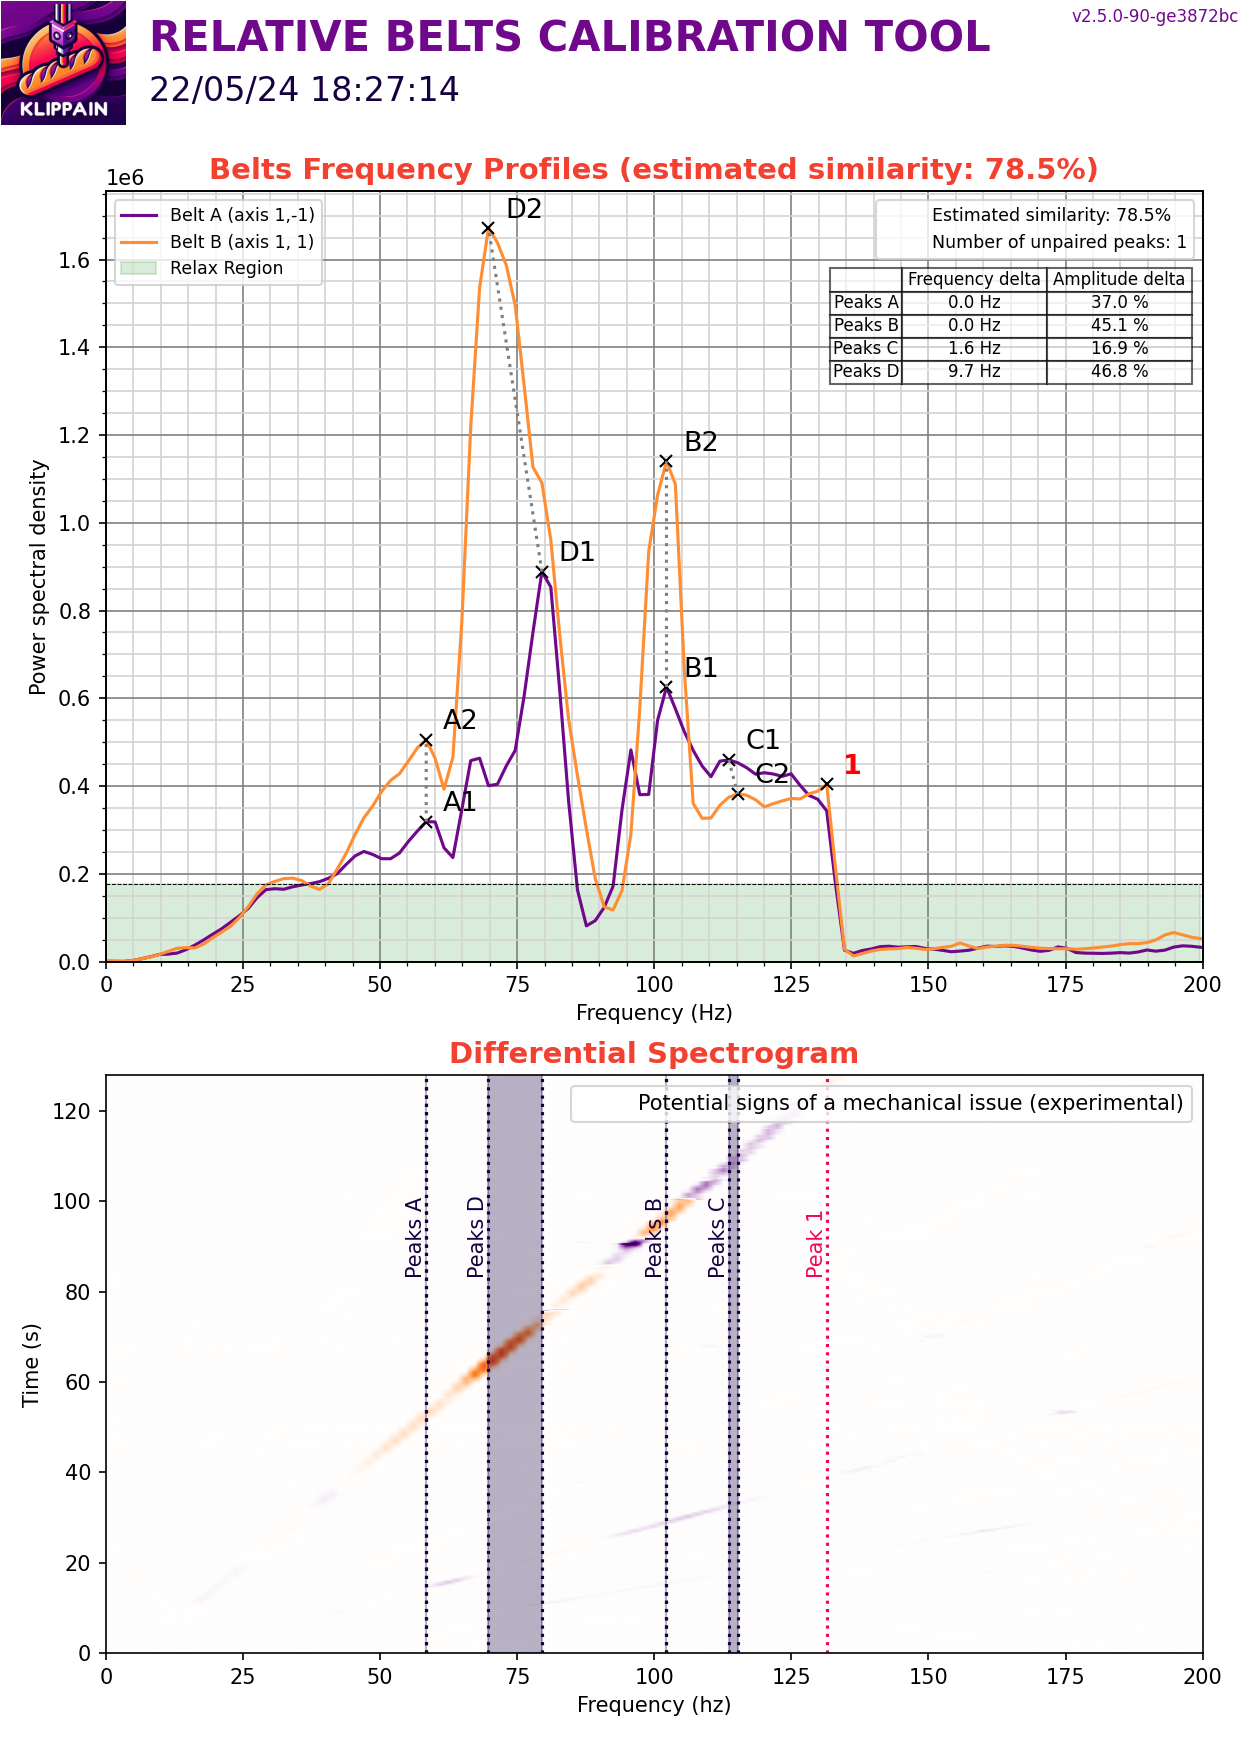 v2.5.0-90-ge3872bc
RELATIVE BELTS CALIBRATION TOOL
22/05/24 18:27:14
KLIPPAIN
Belts Frequency Profiles (estimated similarity: 78.5%)
1e6
Belt A (axis 1,-1)
Belt B (axis 1, 1)
Relax Region
Estimated similarity: 78.5%
Number of unpaired peaks: 1
Frequency delta Amplitude delta
Peaks A 0.0 Hz 37.0 %
Peaks B 0.0 Hz 45.1 %
Peaks C 1.6 Hz 16.9 %
Peaks D 9.7 Hz 46.8 %
D2
B2
D1
B1
A2
C1
C2
1
A1
Power spectral density
1.6
1.4
1.2
1.0
0.8
0.6
0.4
0.2
0.0
0 25 50 75 100 125 150 175 200
Frequency (Hz)
Differential Spectrogram
Potential signs of a mechanical issue (experimental)
Peaks A
Peaks D
Peaks B
Peaks C
Peak 1
Time (s)
120
100
80
60
40
20
0
0 25 50 75 100 125 150 175 200
Frequency (hz)